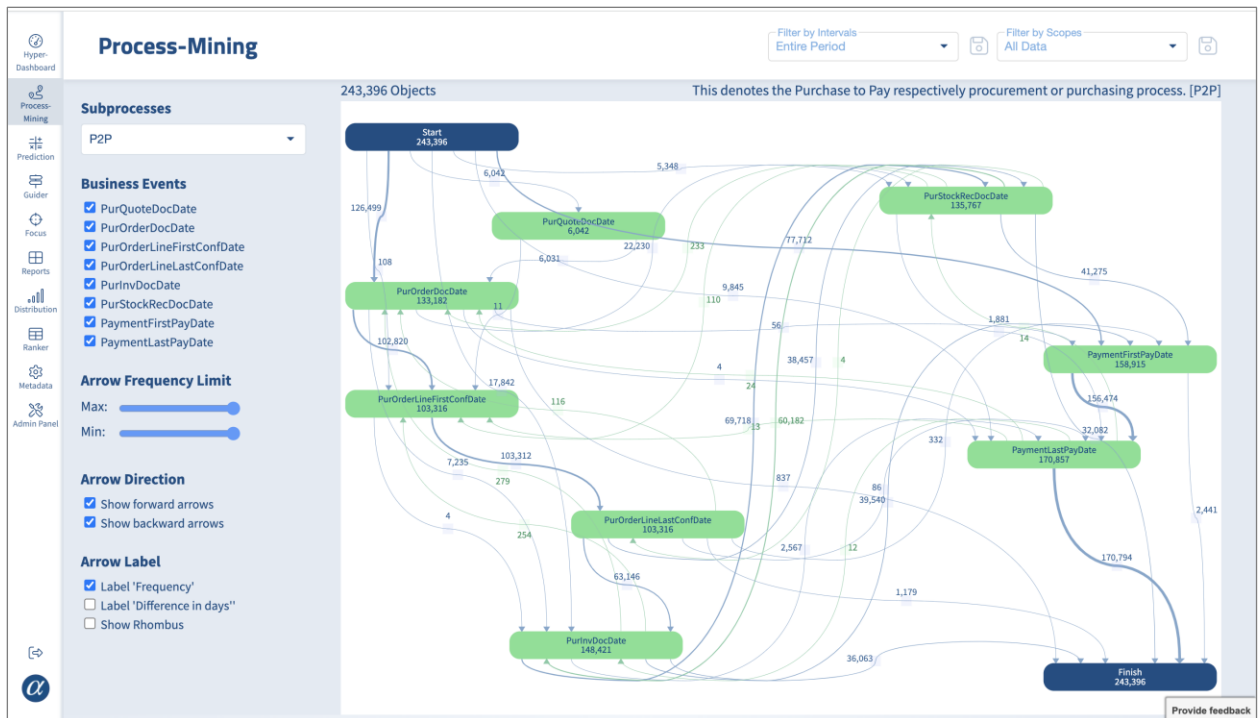 Process-Mining
Filter by Intervals
Entire Period
Filter by Scopes
All Data
Hyper-
Dashboard
Process-
Mining
Prediction
Guider
Focus
Reports
Distribution
Ranker
Metadata
Admin Panel
α
Subprocesses
P2P
Business Events
PurQuoteDocDate
PurOrderDocDate
PurOrderLineFirstConfDate
PurOrderLineLastConfDate
PurInvDocDate
PurStockRecDocDate
PaymentFirstPayDate
PaymentLastPayDate
Arrow Frequency Limit
Max:
Min:
Arrow Direction
Show forward arrows
Show backward arrows
Arrow Label
Label 'Frequency'
Label 'Difference in days''
Show Rhombus
243,396 Objects
This denotes the Purchase to Pay respectively procurement or purchasing process. [P2P]
Start
243,396
5,348
6,042
PurStockRecDocDate
135,767
126,499
PurQuoteDocDate
6,042
77,712
22,230
233
6,031
108
41,275
9,845
PurOrderDocDate
133,182
110
11
56
1,881
14
102,820
38,457
4
PaymentFirstPayDate
158,915
4
24
17,842
156,474
PurOrderLineFirstConfDate
103,316
116
69,718
13
60,182
32,082
332
PaymentLastPayDate
170,857
103,312
7,235
279
837
86
39,540
4
2,441
PurOrderLineLastConfDate
103,316
254
2,567
12
170,794
63,146
1,179
PurInvDocDate
148,421
36,063
Finish
243,396
Provide feedback